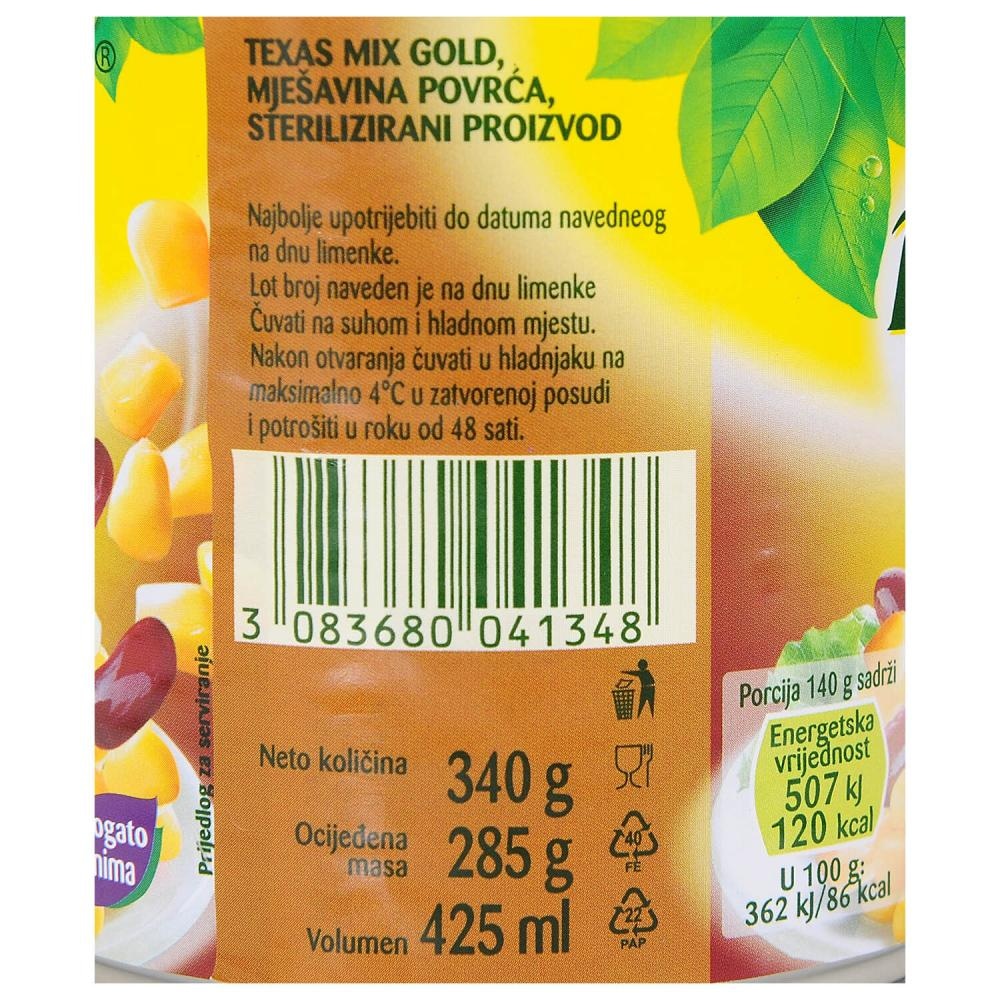 ®
TEXAS MIX GOLD,
MJEŠAVINA POVRĆA,
STERILIZIRANI PROIZVOD
Najbolje upotrijebiti do datuma navedneog
na dnu limenke.
Lot broj naveden je na dnu limenke
Čuvati na suhom i hladnom mjestu.
Nakon otvaranja čuvati u hladnjaku na
maksimalno 4°C u zatvorenoj posudi
i potrošiti u roku od 48 sati.
3 083680 041348
Neto količina 340 g
Ocijeđena
masa 285 g
Volumen 425 ml
40
FE
22
PAP
Prijedlog za serviranje
ogato
nima
Porcija 140 g sadrži
Energetska
vrijednost
507 kJ
120 kcal
U 100 g:
362 kJ/86 kcal